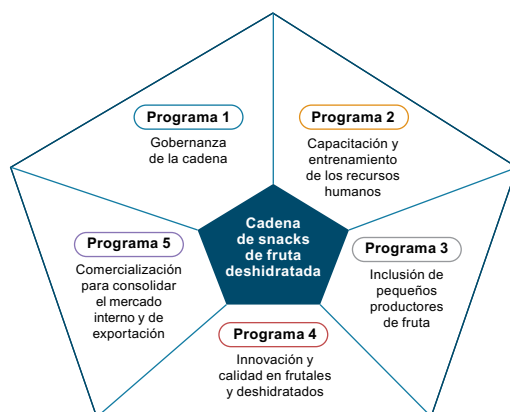 Programa 1
Gobernanza
de la cadena
Programa 2
Capacitación y
entrenamiento
de los recursos
humanos
Cadena
de snacks
de fruta
deshidratada
Programa 3
Inclusión de
pequeños
productores
de fruta
Programa 4
Innovación y
calidad en frutales
y deshidratados
Programa 5
Comercialización
para consolidar
el mercado
interno y de
exportación